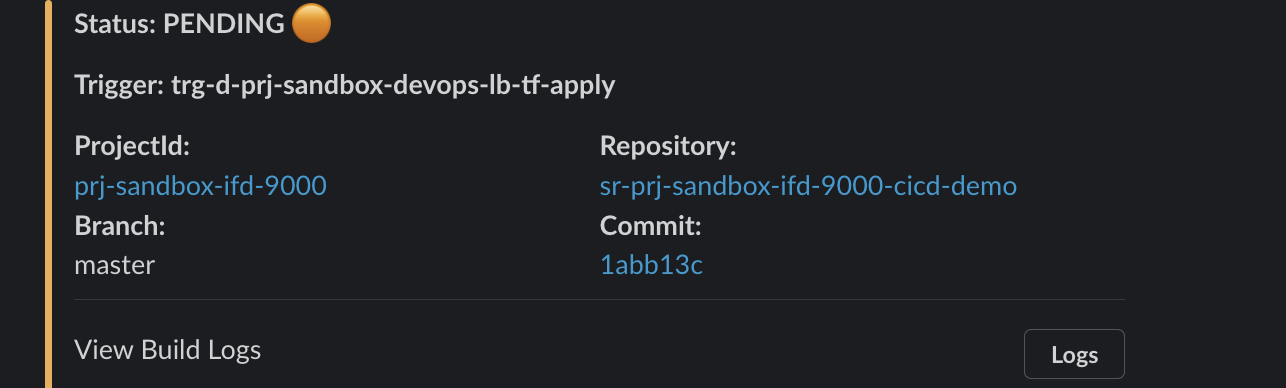 Status: PENDING
Trigger: trg-d-prj-sandbox-devops-lb-tf-apply
ProjectId: Repository:
prj-sandbox-ifd-9000 sr-prj-sandbox-ifd-9000-cicd-demo
Branch: Commit:
master 1abb13c
View Build Logs Logs